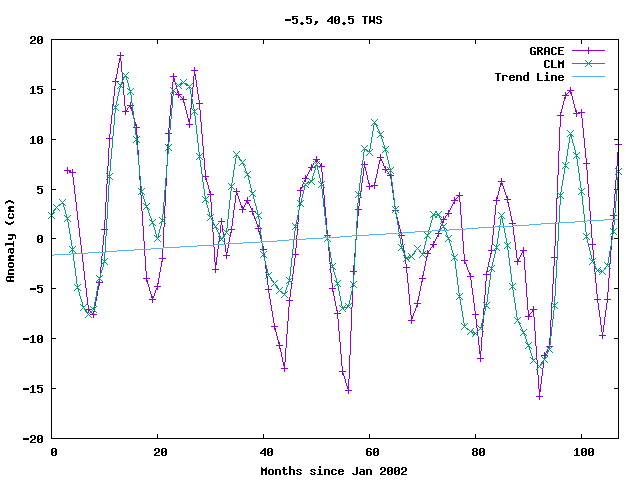 -5.5, 40.5 TWS
GRACE
CLM
Trend Line
Anomaly (cm)
20
15
10
5
0
-5
-10
-15
-20
0 20 40 60 80 100
Months since Jan 2002